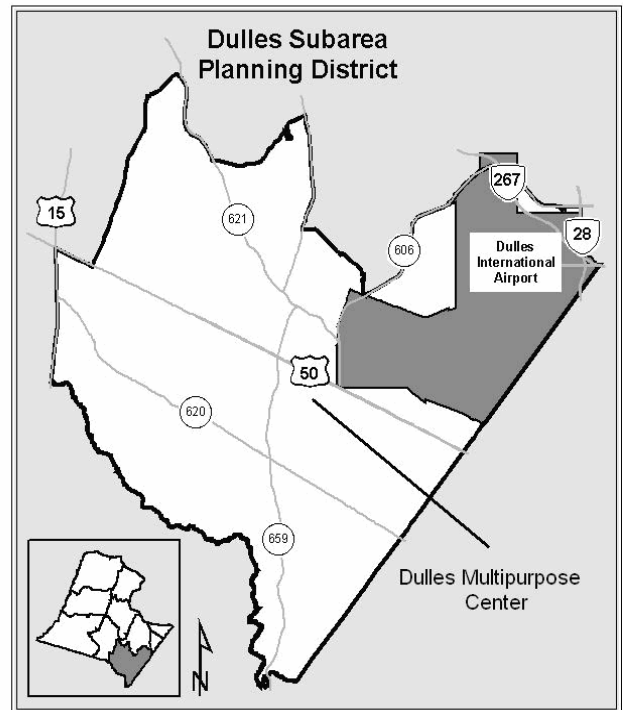 Dulles Subarea
Planning District
267
15
621
28
606
Dulles
International
Airport
50
620
659
Dulles Multipurpose
Center
N